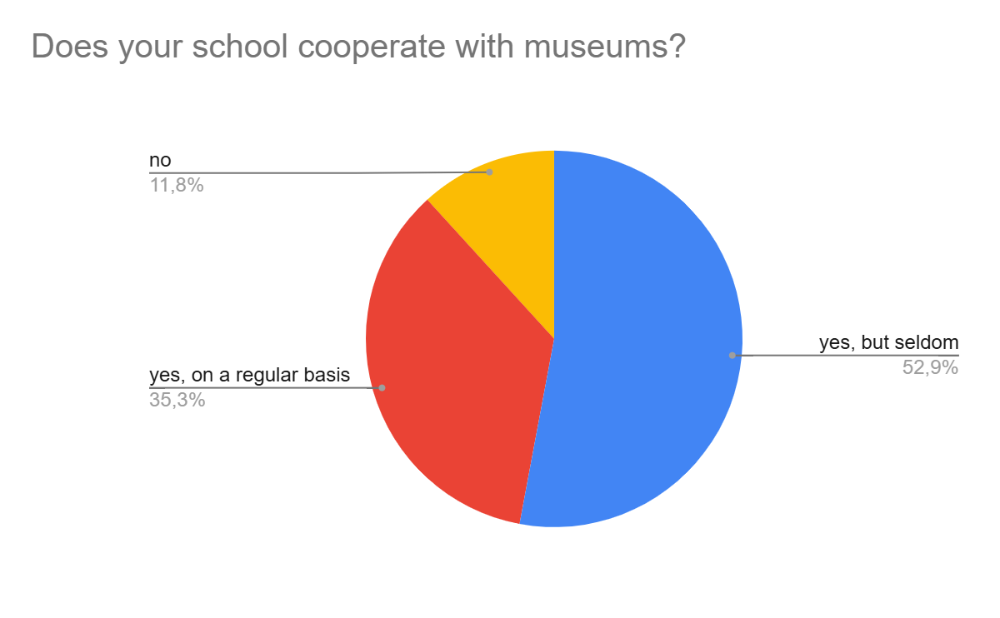 Does your school cooperate with museums?
no
11,8%
yes, on a regular basis
35,3%
yes, but seldom
52,9%